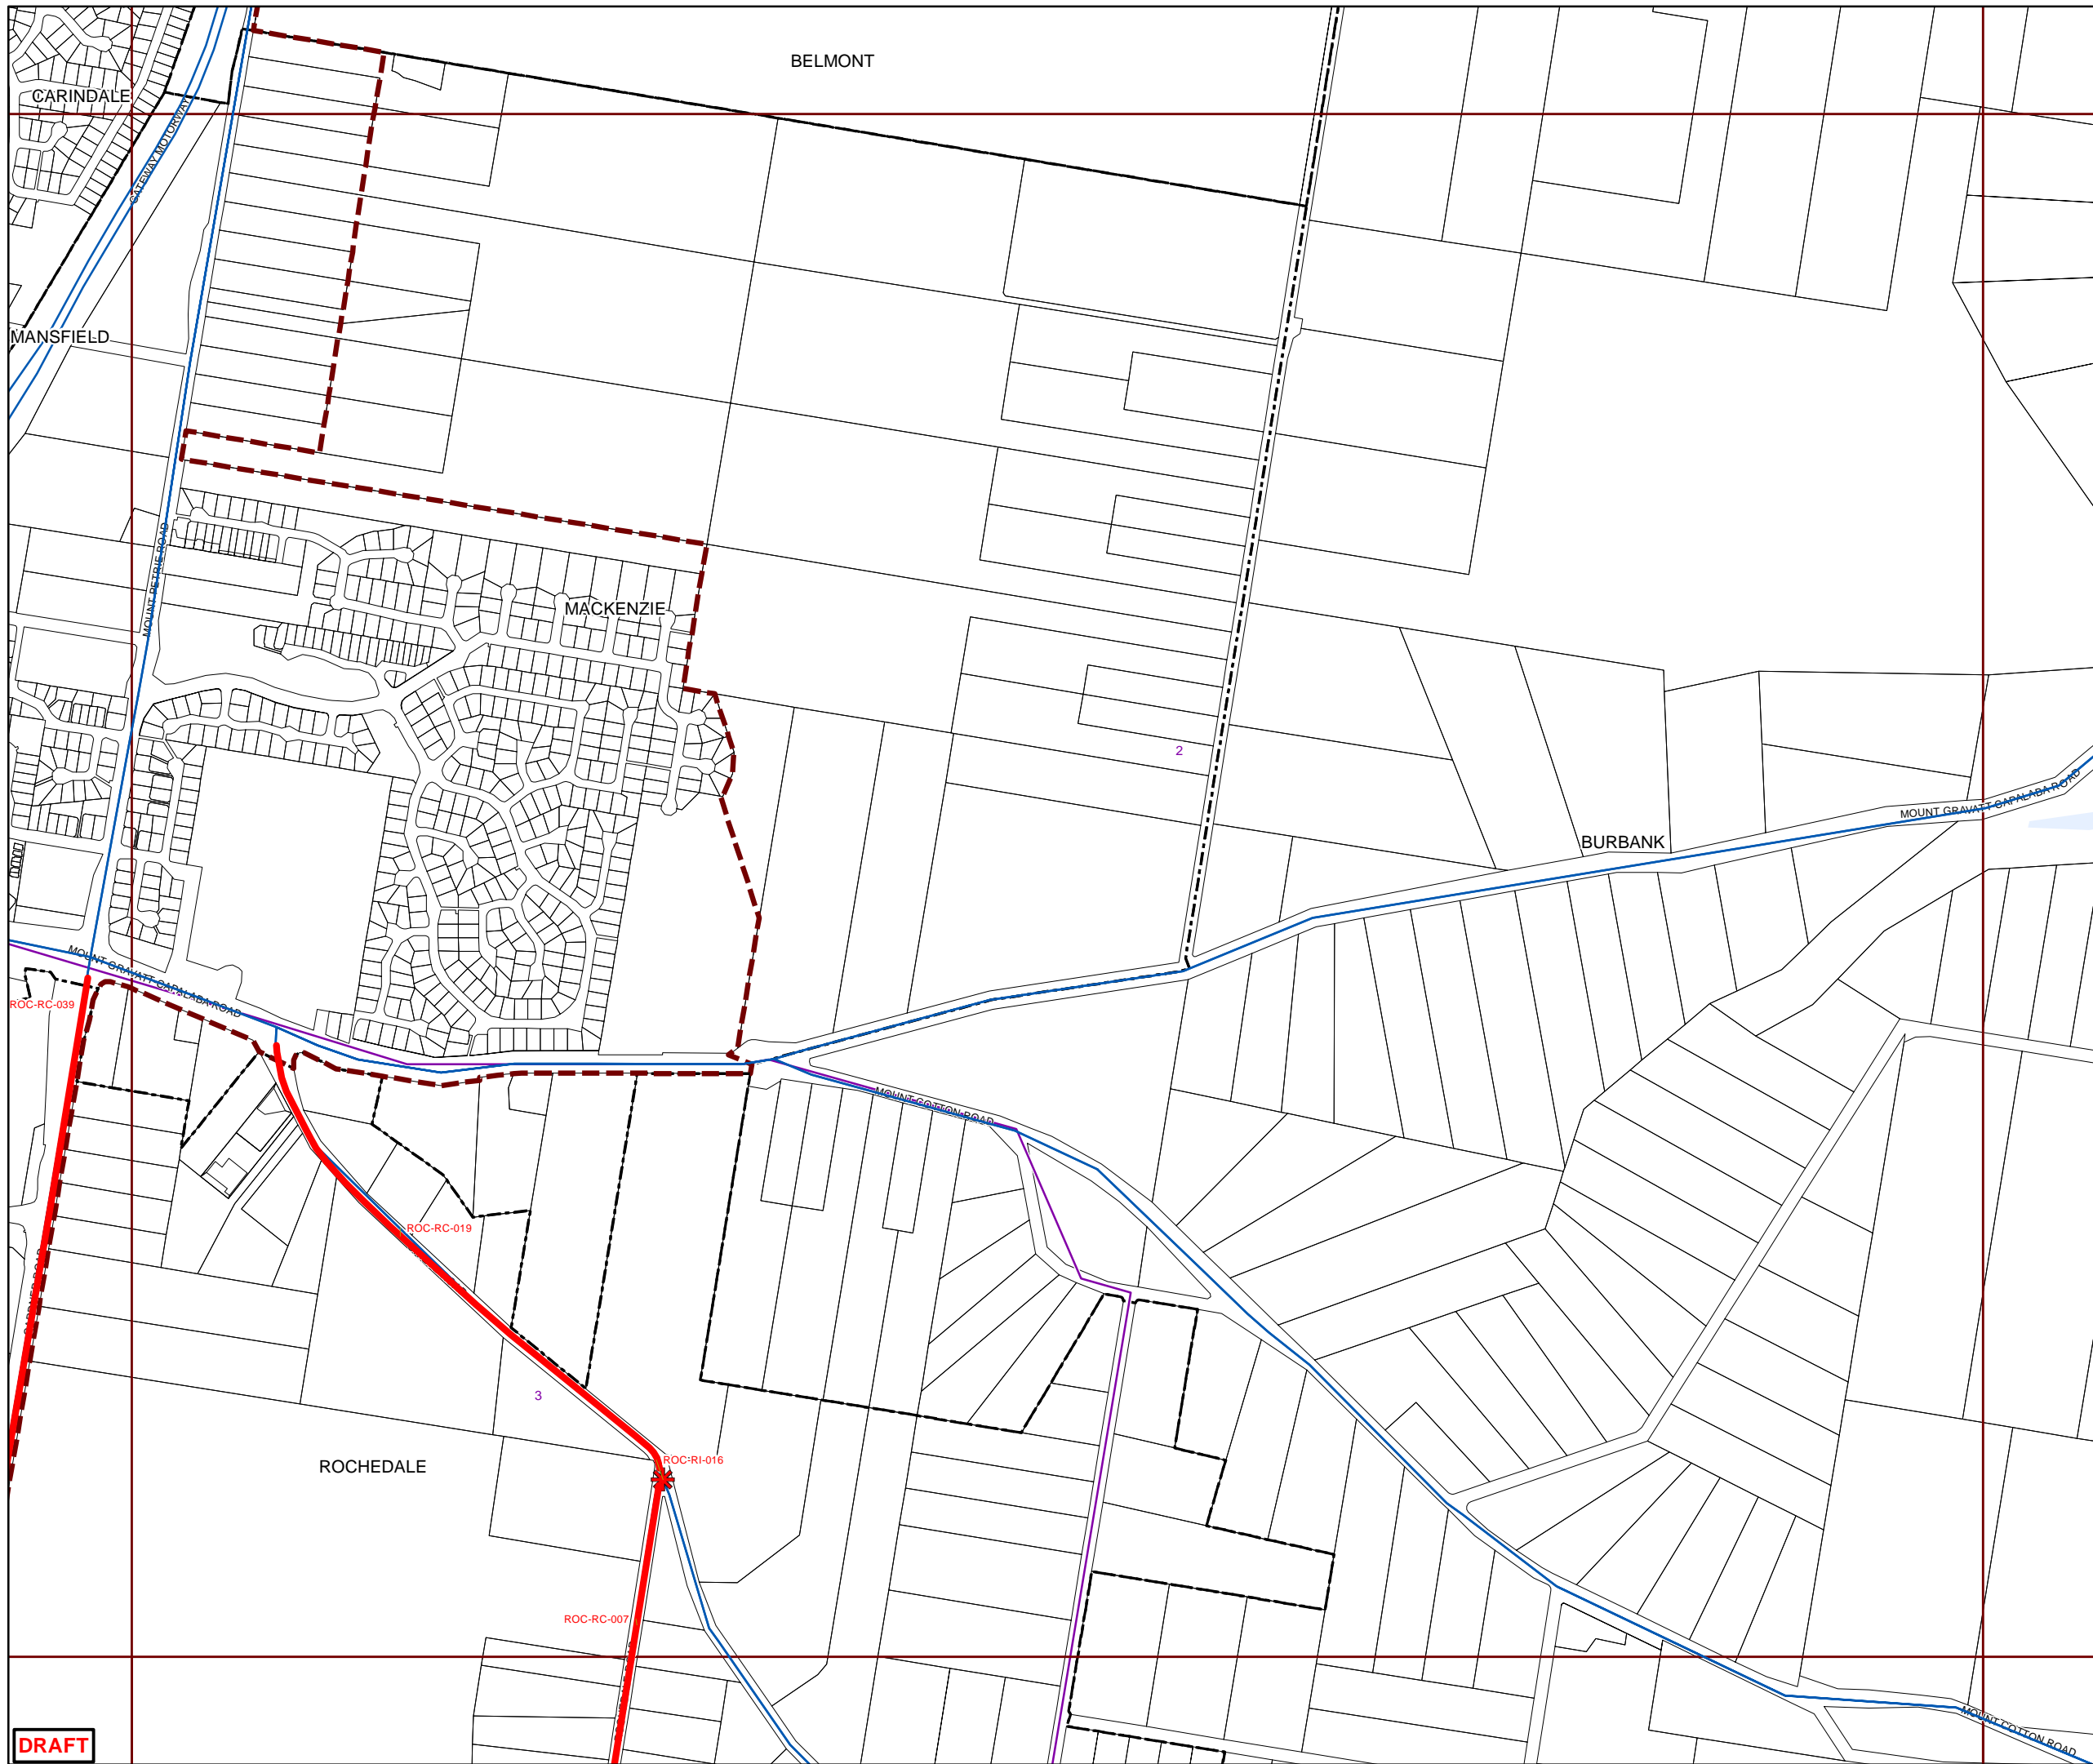 BELMONT
CARINDALE
GATEWAY MOTORWAY
MANSFIELD
MOUNT PETRIE ROAD
MACKENZIE
2
MOUNT GRAVATT CAPALABA ROAD
BURBANK
MOUNT GRAVATT CAPALABA ROAD
ROC-RC-039
MOUNT COTTON ROAD
ROC-RC-019
3
ROCHEDALE
ROC-RI-016
ROC-RC-007
MOUNT COTTON ROAD
DRAFT